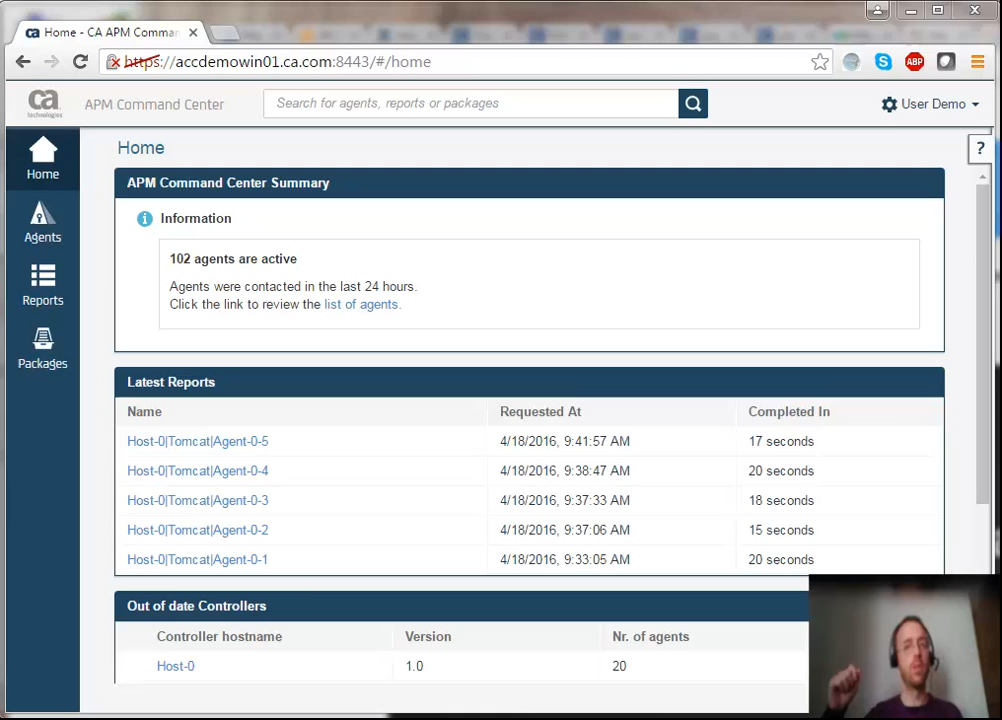 ca Home - CA APM Comman
https://accdemowin01.ca.com:8443/#/home
ABP
ca
technologies
APM Command Center
Search for agents, reports or packages
User Demo
Home
Agents
Reports
Packages
Home
?
APM Command Center Summary
Information
102 agents are active
Agents were contacted in the last 24 hours.
Click the link to review the list of agents.
Latest Reports
Name Requested At Completed In
Host-0|Tomcat|Agent-0-5 4/18/2016, 9:41:57 AM 17 seconds
Host-0|Tomcat|Agent-0-4 4/18/2016, 9:38:47 AM 20 seconds
Host-0|Tomcat|Agent-0-3 4/18/2016, 9:37:33 AM 18 seconds
Host-0|Tomcat|Agent-0-2 4/18/2016, 9:37:06 AM 15 seconds
Host-0|Tomcat|Agent-0-1 4/18/2016, 9:33:05 AM 20 seconds
Out of date Controllers
Controller hostname Version Nr. of agents
Host-0 1.0 20